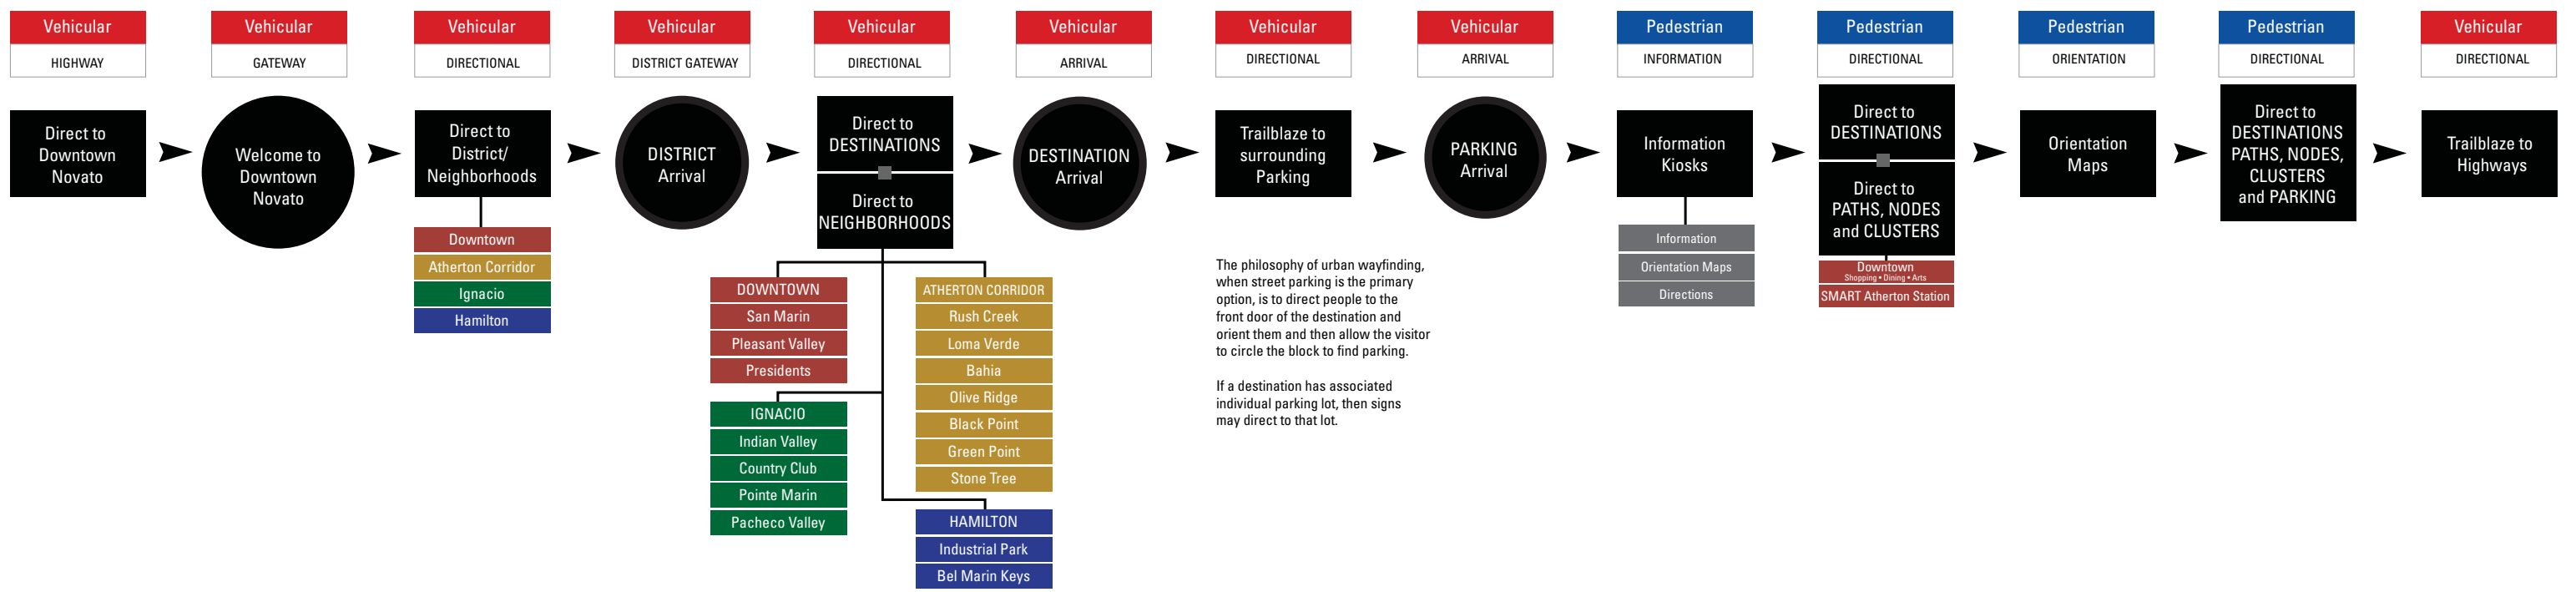 Vehicular
HIGHWAY
Direct to
Downtown
Novato
Vehicular
GATEWAY
Welcome to
Downtown
Novato
Vehicular
DIRECTIONAL
Direct to
District/
Neighborhoods
Downtown
Atherton Corridor
Ignacio
Hamilton
Vehicular
DISTRICT GATEWAY
DISTRICT
Arrival
Vehicular
DIRECTIONAL
Direct to
DESTINATIONS
Direct to
NEIGHBORHOODS
DOWNTOWN
San Marin
Pleasant Valley
Presidents
IGNACIO
Indian Valley
Country Club
Pointe Marin
Pacheco Valley
ATHERTON CORRIDOR
Rush Creek
Loma Verde
Bahia
Olive Ridge
Black Point
Green Point
Stone Tree
HAMILTON
Industrial Park
Bel Marin Keys
Vehicular
ARRIVAL
DESTINATION
Arrival
Vehicular
DIRECTIONAL
Trailblaze to
surrounding
Parking
The philosophy of urban wayfinding,
when street parking is the primary
option, is to direct people to the
front door of the destination and
orient them and then allow the visitor
to circle the block to find parking.
If a destination has associated
individual parking lot, then signs
may direct to that lot.
Vehicular
ARRIVAL
PARKING
Arrival
Pedestrian
INFORMATION
Information
Kiosks
Information
Orientation Maps
Directions
Pedestrian
DIRECTIONAL
Direct to
DESTINATIONS
Direct to
PATHS, NODES
and CLUSTERS
Downtown
Shopping • Dining • Arts
SMART Atherton Station
Pedestrian
ORIENTATION
Orientation
Maps
Pedestrian
DIRECTIONAL
Direct to
DESTINATIONS
PATHS, NODES,
CLUSTERS
and PARKING
Vehicular
DIRECTIONAL
Trailblaze to
Highways